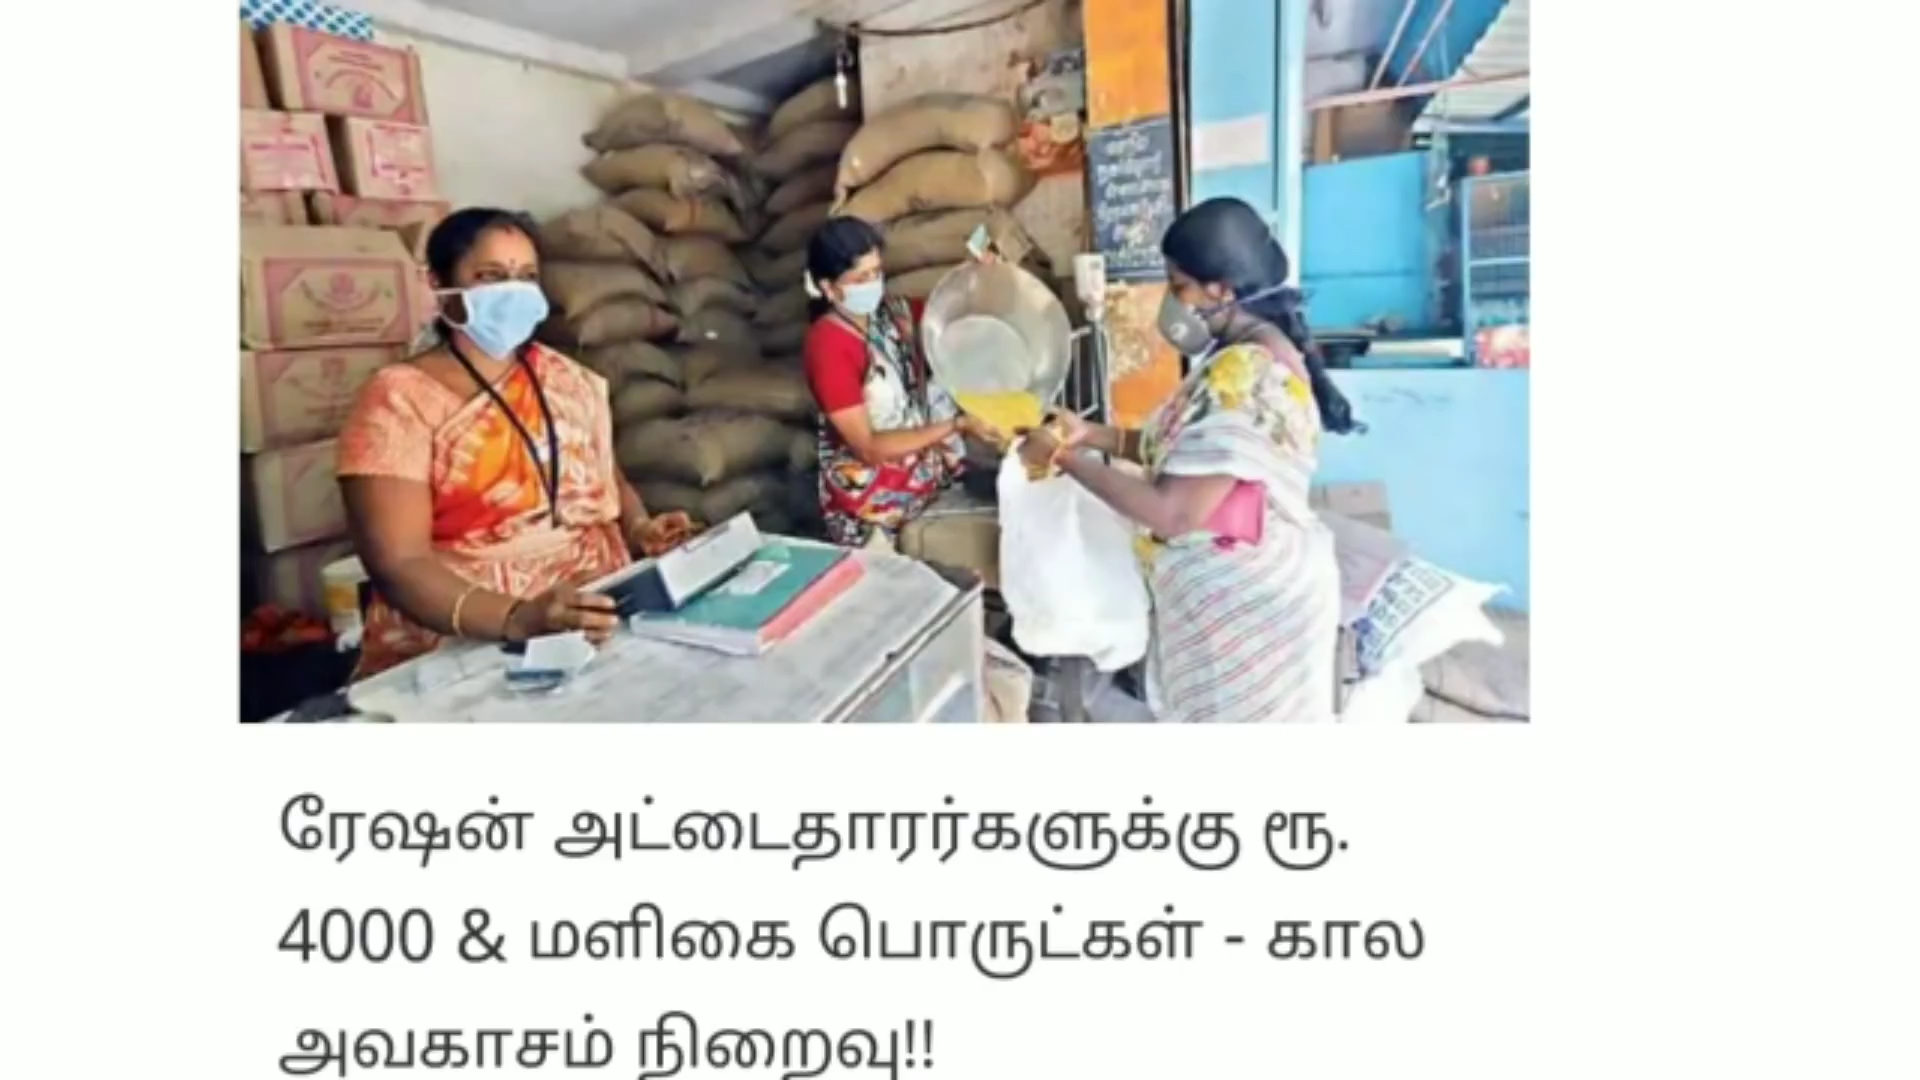 ரேஷன் அட்டைதாரர்களுக்கு ரூ.
4000 & மளிகை பொருட்கள் - கால
அவகாசம் நிறைவு!!